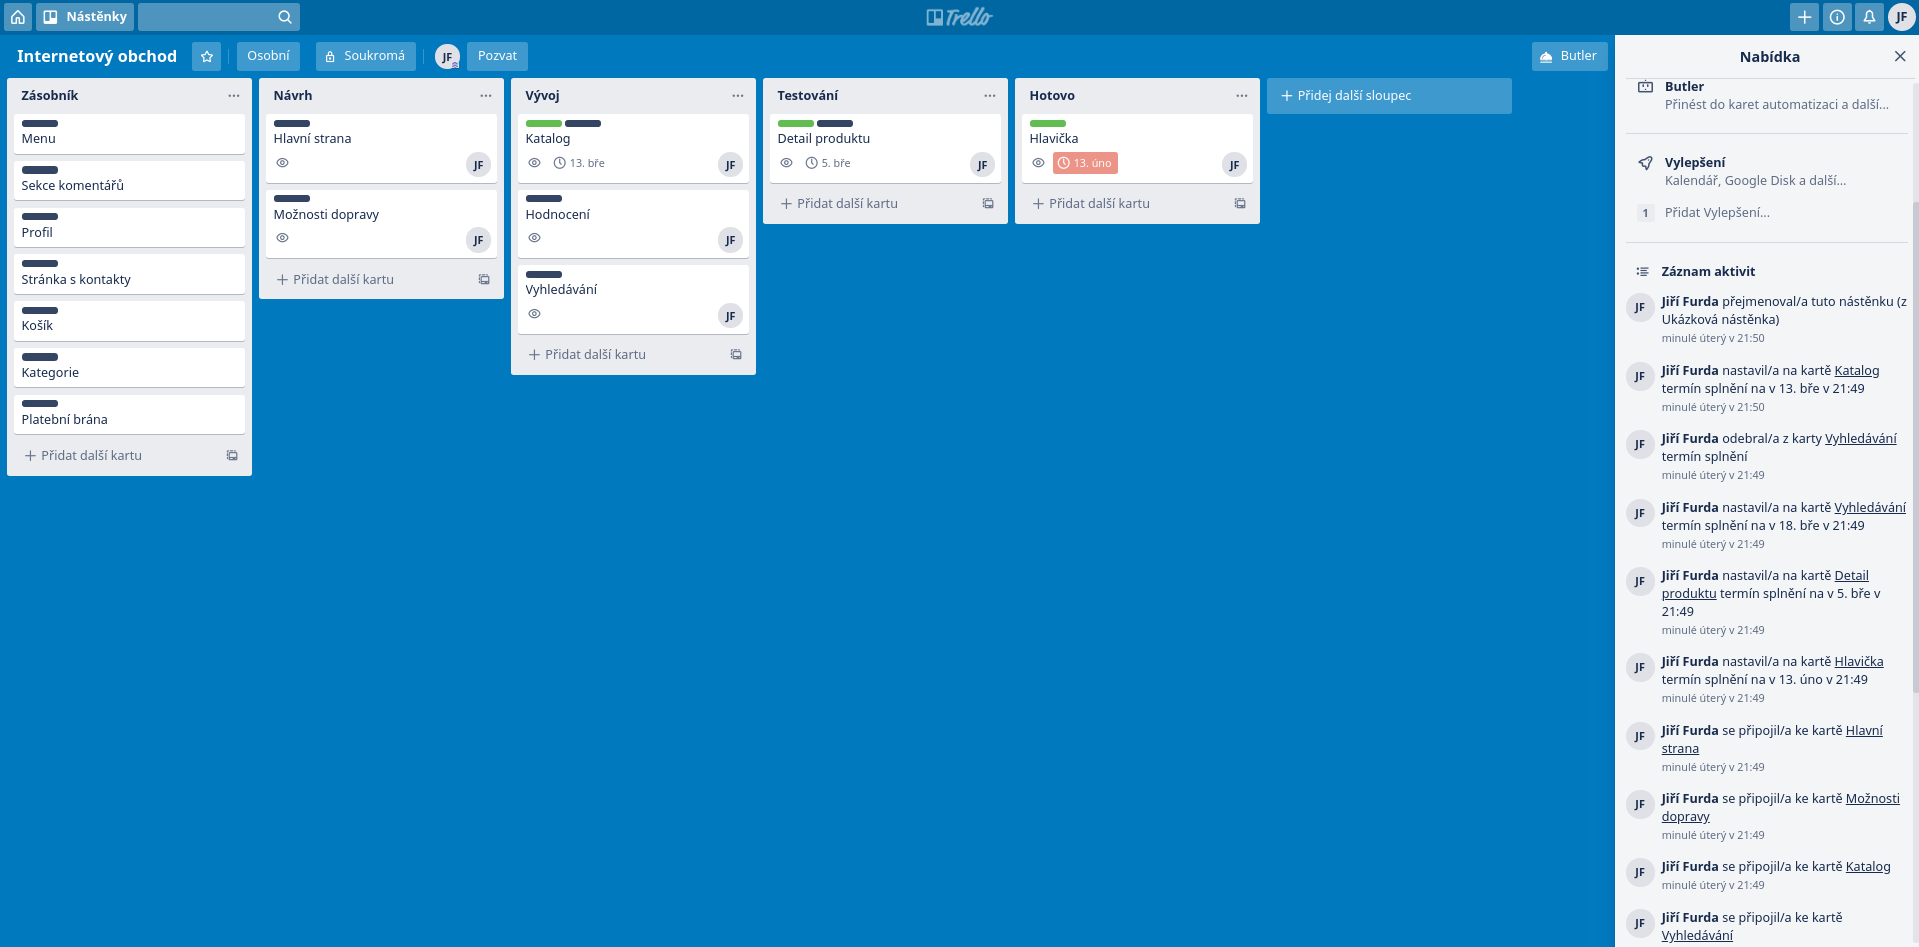 Nástěnky
Trello
JF
Internetový obchod
Osobní
Soukromá
JF
Pozvat
Butler
Zásobník
Menu
Sekce komentářů
Profil
Stránka s kontakty
Košík
Kategorie
Platební brána
Přidat další kartu
Návrh
Hlavní strana
JF
Možnosti dopravy
JF
Přidat další kartu
Vývoj
Katalog
13. bře
JF
Hodnocení
JF
Vyhledávání
JF
Přidat další kartu
Testování
Detail produktu
5. bře
JF
Přidat další kartu
Hotovo
Hlavička
13. úno
JF
Přidat další kartu
Přidej další sloupec
Nabídka
Butler
Přinést do karet automatizaci a další...
Vylepšení
Kalendář, Google Disk a další...
1 Přidat Vylepšení...
Záznam aktivit
JF
Jiří Furda přejmenoval/a tuto nástěnku (z
Ukázková nástěnka)
minulé úterý v 21:50
JF
Jiří Furda nastavil/a na kartě Katalog
termín splnění na v 13. bře v 21:49
minulé úterý v 21:50
JF
Jiří Furda odebral/a z karty Vyhledávání
termín splnění
minulé úterý v 21:49
JF
Jiří Furda nastavil/a na kartě Vyhledávání
termín splnění na v 18. bře v 21:49
minulé úterý v 21:49
JF
Jiří Furda nastavil/a na kartě Detail
produktu termín splnění na v 5. bře v
21:49
minulé úterý v 21:49
JF
Jiří Furda nastavil/a na kartě Hlavička
termín splnění na v 13. úno v 21:49
minulé úterý v 21:49
JF
Jiří Furda se připojil/a ke kartě Hlavní
strana
minulé úterý v 21:49
JF
Jiří Furda se připojil/a ke kartě Možnosti
dopravy
minulé úterý v 21:49
JF
Jiří Furda se připojil/a ke kartě Katalog
minulé úterý v 21:49
JF
Jiří Furda se připojil/a ke kartě
Vyhledávání